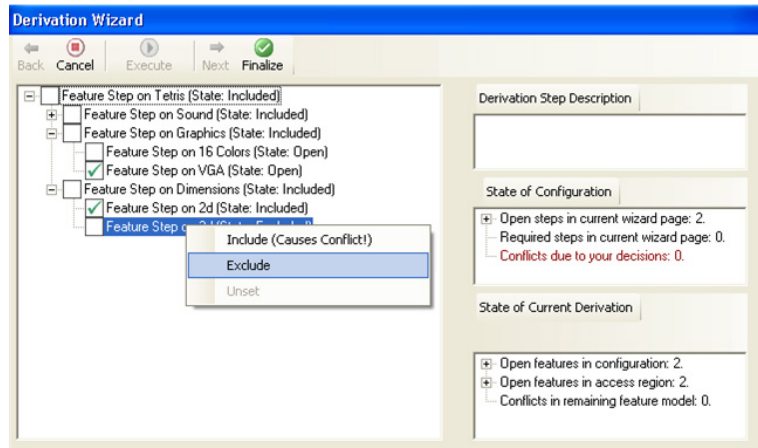 Derivation Wizard
Back Cancel Execute Next Finalize
Feature Step on Tetris (State: Included)
Feature Step on Sound (State: Included)
Feature Step on Graphics (State: Included)
Feature Step on 16 Colors (State: Open)
Feature Step on VGA (State: Open)
Feature Step on Dimensions (State: Included)
Feature Step on 2d (State: Included)
Feature Step
Include (Causes Conflict!)
Exclude
Unset
Derivation Step Description
State of Configuration
Open steps in current wizard page: 2.
Required steps in current wizard page: 0.
Conflicts due to your decisions: 0.
State of Current Derivation
Open features in configuration: 2.
Open features in access region: 2.
Conflicts in remaining feature model: 0.